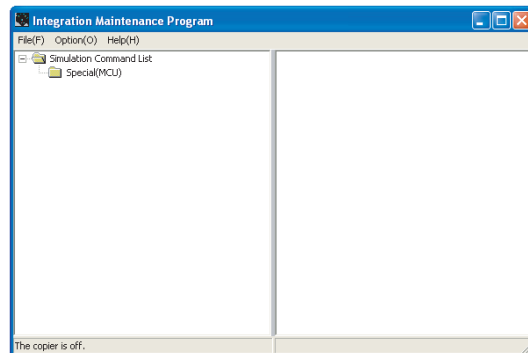 Integration Maintenance Program
File(F) Option(O) Help(H)
Simulation Command List
Special(MCU)
The copier is off.